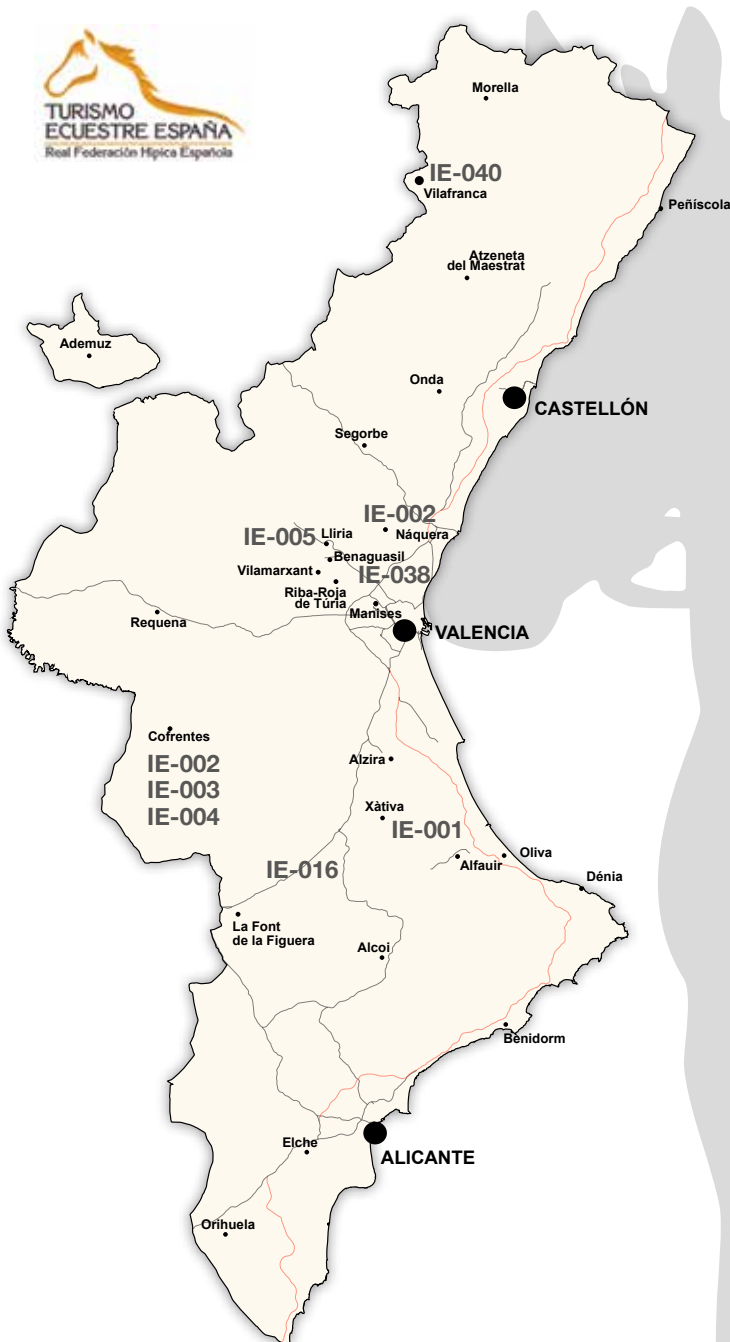 TURISMO
ECUESTRE ESPAÑA
Real Federación Hípica Española
Morella
IE-040
Vilafranca
Peñíscola
Atzeneta
del Maestrat
Ademuz
Onda
CASTELLÓN
Segorbe
IE-002
Náquera
IE-005
Lliria
Benaguasil
Vilamarxant
IE-038
Riba-Roja
de Túria
Manises
Requena
VALENCIA
Cofrentes
IE-002
IE-003
IE-004
Alzira
Xàtiva
IE-001
Oliva
Alfauir
IE-016
Dénia
La Font
de la Figuera
Alcoi
Benidorm
Elche
ALICANTE
Orihuela